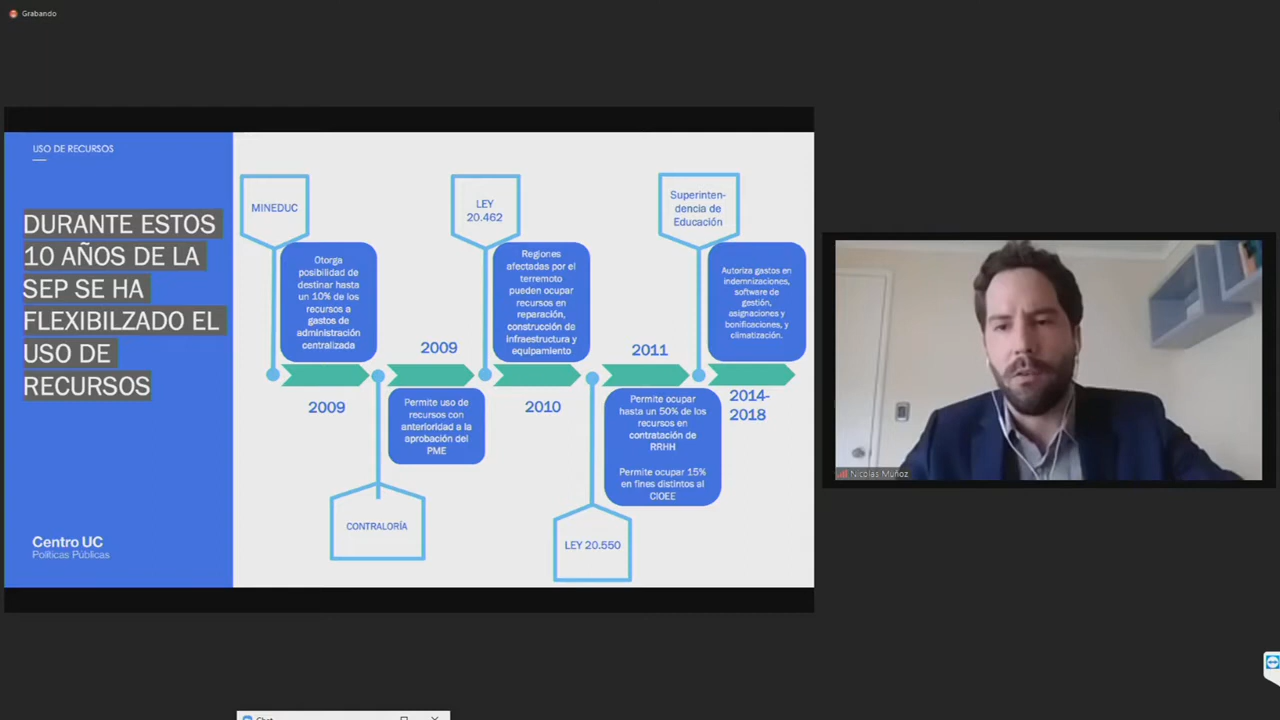 Grabando
USO DE RECURSOS
DURANTE ESTOS
10 AÑOS DE LA
SEP SE HA
FLEXIBILZADO EL
USO DE
RECURSOS
Centro UC
Políticas Públicas
MINEDUC
Otorga
posibilidad de
destinar hasta
un 10% de los
recursos a
gastos de
administración
centralizada
2009
2009
Permite uso de
recursos con
anterioridad a la
aprobación del
PME
CONTRALORÍA
LEY
20.462
Regiones
afectadas por el
terremoto
pueden ocupar
recursos en
reparación,
construcción de
infraestructura y
equipamiento
2010
2011
Permite ocupar
hasta un 50% de los
recursos en
contratación de
RRHH
Permite ocupar 15%
en fines distintos al
CIOEE
LEY 20.550
Superinten-
dencia de
Educación
Autoriza gastos en
indemnizaciones,
software de
gestión,
asignaciones y
bonificaciones, y
climatización.
2014-
2018
Nicolas Muñoz